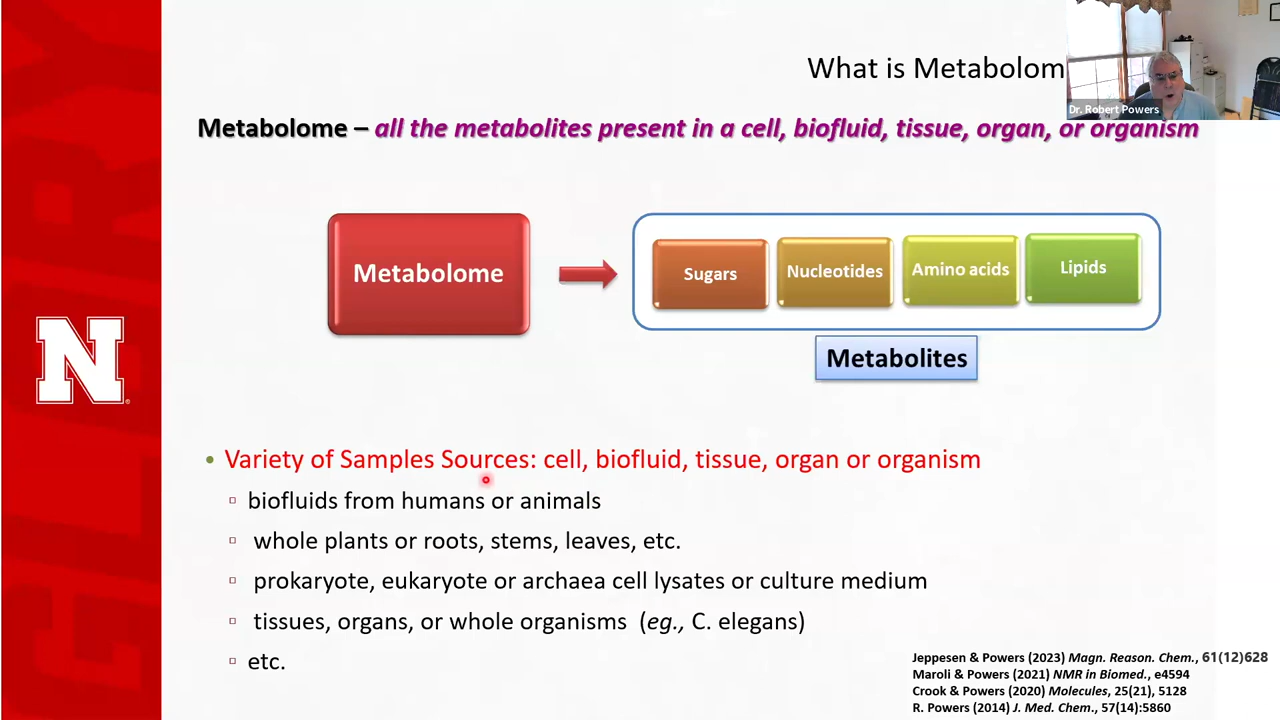 What is Metabolom
Dr. Robert Powers
Metabolome – all the metabolites present in a cell, biofluid, tissue, organ, or organism
Metabolome
Sugars
Nucleotides
Amino acids
Lipids
Metabolites
N
• Variety of Samples Sources: cell, biofluid, tissue, organ or organism
▫ biofluids from humans or animals
▫ whole plants or roots, stems, leaves, etc.
▫ prokaryote, eukaryote or archaea cell lysates or culture medium
▫ tissues, organs, or whole organisms (eg., C. elegans)
▫ etc.
Jeppesen & Powers (2023) Magn. Reason. Chem., 61(12)628
Maroli & Powers (2021) NMR in Biomed., e4594
Crook & Powers (2020) Molecules, 25(21), 5128
R. Powers (2014) J. Med. Chem., 57(14):5860
GLORY